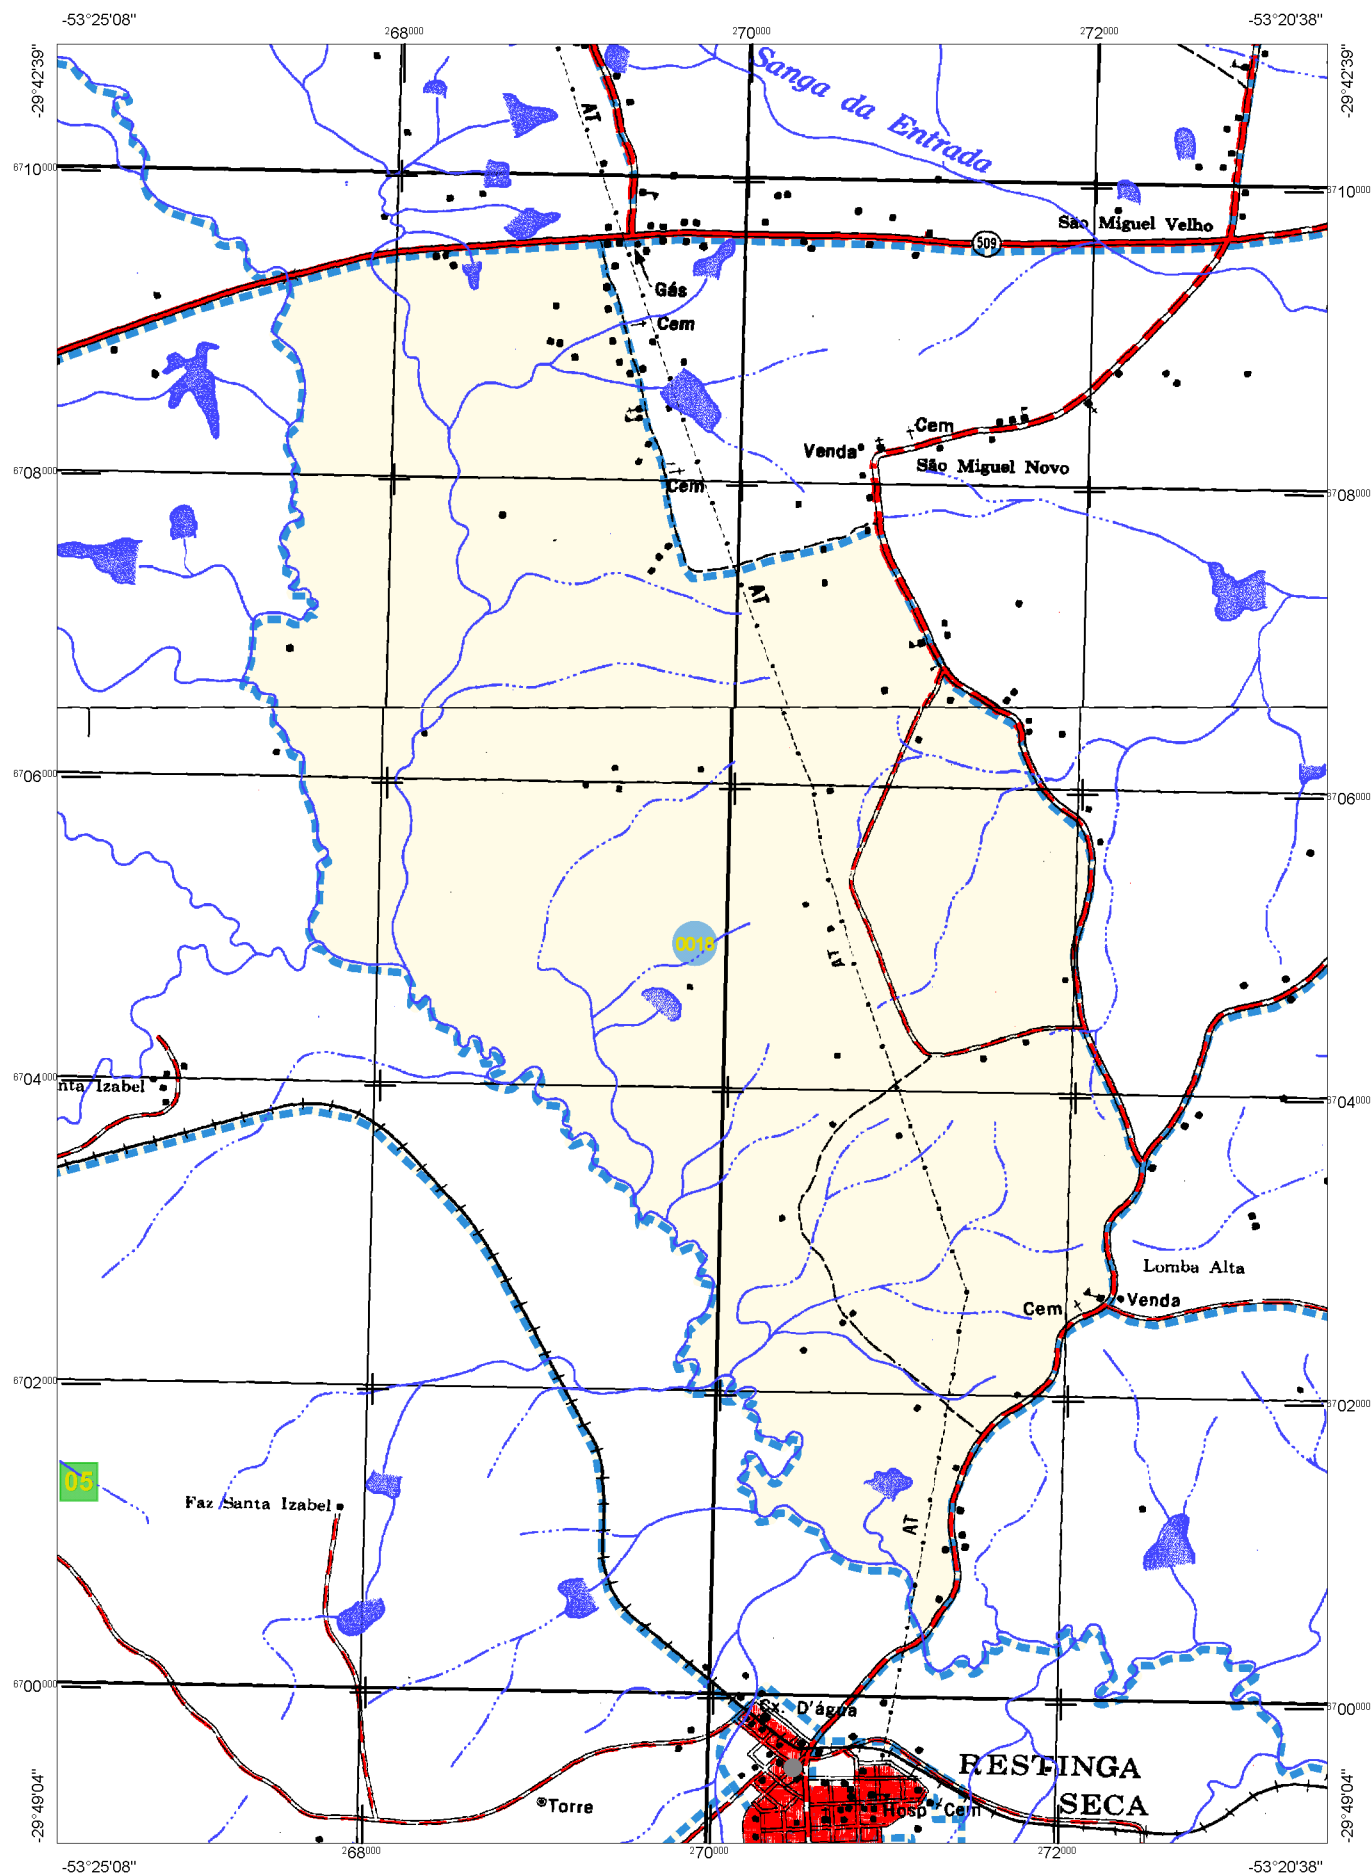 -53°25'08"
-53°20'38"
268000
270000
272000
-29°42'39"
-29°42'39"
Sanga da Entrada
AT
6710000
6710000
São Miguel Velho
509
Gás
Cem
Cem
Venda
São Miguel Novo
6708000
6708000
Cem
AT
6706000
6706000
0018
AT
6704000
6704000
nta Izabel
Lomba Alta
Venda
Cem
6702000
6702000
05
Faz Santa Izabel
AT
6700000
6700000
Cx. D'água
RESTINGA
SECA
Torre
Hosp
Cem
-29°49'04"
-29°49'04"
268000
270000
272000
-53°25'08"
-53°20'38"